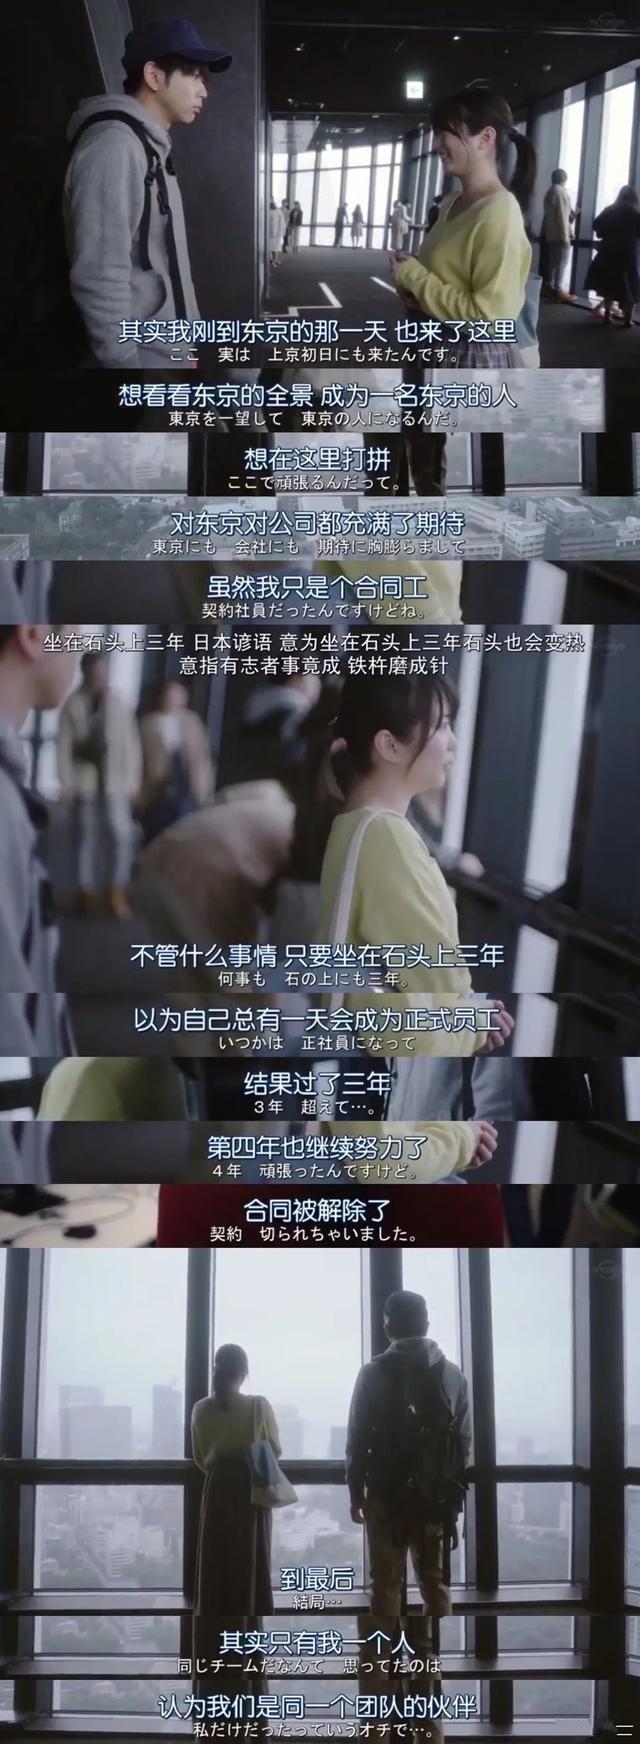 TV TOKYO
其实我刚到东京的那一天 也来了这里
ここ 実は 上京初日にも来たんです。
想看看东京的全景 成为一名东京的人
東京を一望して 東京の人になるんだ。
想在这里打拼
ここで頑張るんだって。
对东京对公司都充满了期待
東京にも 会社にも 期待に胸膨らまして
虽然我只是个合同工
契約社員だったんですけどね。
坐在石头上三年 日本谚语 意为坐在石头上三年石头也会变热
意指有志者事竟成 铁杵磨成针
不管什么事情 只要坐在石头上三年
何事も 石の上にも三年。
以为自己总有一天会成为正式员工
いつかは 正社員になって
结果过了三年
3年 超えて…。
第四年也继续努力了
4年 頑張ったんですけど。
合同被解除了
契約 切られちゃいました。
到最后
結局…
其实只有我一个人
同じチームだなんて 思ってたのは
认为我们是同一个团队的伙伴
私だけだったっていうオチで…。